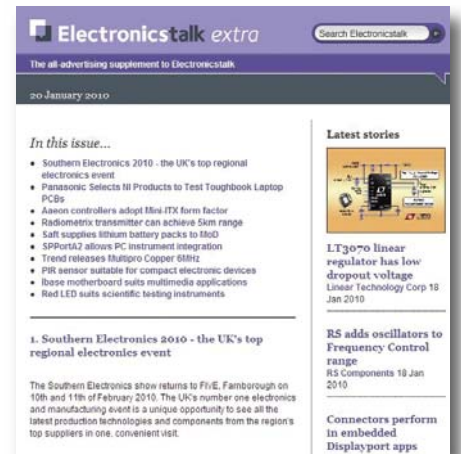 Electronicstalk extra
Search Electronicstalk
The all-advertising supplement to Electronicstalk
20 January 2010
In this issue...
• Southern Electronics 2010 - the UK's top regional
electronics event
• Panasonic Selects NI Products to Test Toughbook Laptop
PCBs
• Aaeon controllers adopt Mini-ITX form factor
• Radiometrix transmitter can achieve 5km range
• Saft supplies lithium battery packs to MoD
• SPPortA2 allows PC instrument integration
• Trend releases Multipro Copper 6MHz
• PIR sensor suitable for compact electronic devices
• Ibase motherboard suits multimedia applications
• Red LED suits scientific testing instruments
1. Southern Electronics 2010 - the UK's top
regional electronics event
The Southern Electronics show returns to FIVE, Farnborough on
10th and 11th of February 2010. The UK's number one electronics
and manufacturing event is a unique opportunity to see all the
latest production technologies and components from the region's
top suppliers in one, convenient visit.
Latest stories
LT3070 linear
regulator has low
dropout voltage
Linear Technology Corp 18
Jan 2010
RS adds oscillators to
Frequency Control
range
RS Components 18 Jan
2010
Connectors perform
in embedded
Displayport apps